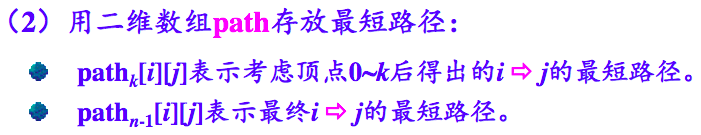 （2）用二维数组path存放最短路径：
pathk[i][j]表示考虑顶点0~k后得出的i ⇨ j的最短路径。
pathn-1[i][j]表示最终i ⇨ j的最短路径。